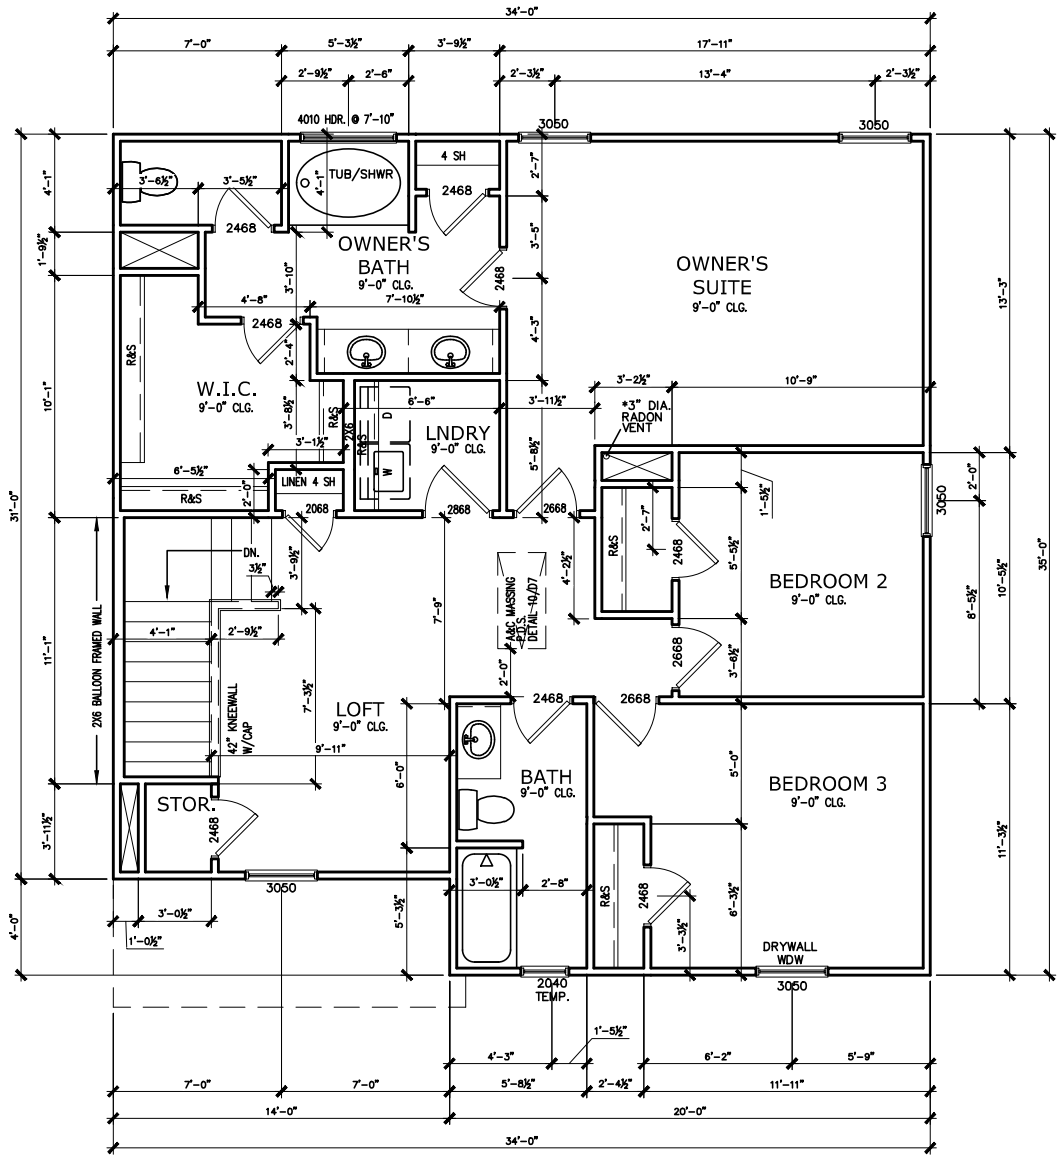 34'-0"
7'-0"
5'-3½"
3'-9½"
17'-11"
2'-9½"
2'-6"
2'-3½"
13'-4"
2'-3½"
4010 HDR. @ 7'-10"
3050
3050
4'-1"
3'-6½"
3'-5½"
4'-1"
TUB/SHWR
4 SH
2468
2'-7"
2468
1'-9½"
3'-10"
OWNER'S
BATH
9'-0" CLG.
2468
3'-5"
OWNER'S
SUITE
9'-0" CLG.
13'-3"
4'-8"
7'-10½"
2468
2'-4"
4'-3"
R&S
W.I.C.
9'-0" CLG.
10'-1"
3'-8½"
R&S
2X6
R&S
6'-6"
D
W
LNDRY
9'-0" CLG.
3'-11½"
3'-2½"
10'-9"
*3" DIA.
RADON
VENT
3'-1½"
5'-8½"
6'-5½"
2'-0"
LINEN 4 SH
R&S
2068
2868
2668
1'-5½"
2'-0"
3050
31'-0"
35'-0"
DN.
3½"
3'-9½"
4'-2½"
R&S
2'-7"
2468
5'-5½"
BEDROOM 2
9'-0" CLG.
8'-5½"
10'-5½"
2X6 BALLOON FRAMED WALL
11'-1"
4'-1"
2'-9½"
7'-9"
A&C MASSING
P.D.S.
DETAIL 10/D7
2'-0"
2668
3'-6½"
7'-3½"
42" KNEEWALL
W/CAP
LOFT
9'-0" CLG.
9'-11"
2468
2668
6'-0"
5'-0"
BATH
9'-0" CLG.
BEDROOM 3
9'-0" CLG.
STOR.
2468
3'-11½"
3050
11'-3½"
3'-0½"
2'-8"
R&S
2468
6'-3½"
3'-3½"
5'-3½"
4'-0"
3'-0½"
1'-0½"
DRYWALL
WDW
3050
2040
TEMP.
1'-5½"
4'-3"
6'-2"
5'-9"
7'-0"
7'-0"
5'-8½"
2'-4½"
11'-11"
14'-0"
20'-0"
34'-0"